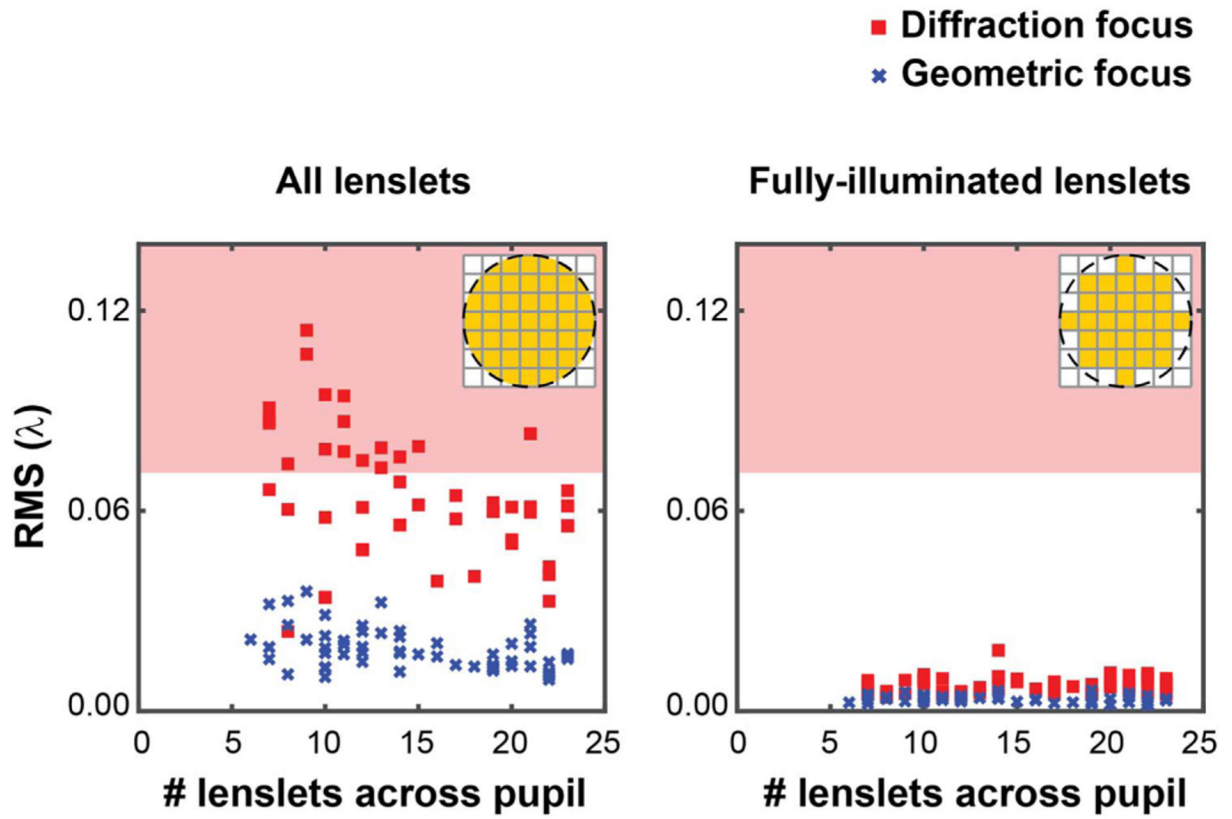 Diffraction focus
Geometric focus
All lenslets
Fully-illuminated lenslets
RMS (λ)
0.12
0.06
0.00
0 5 10 15 20 25
# lenslets across pupil
0.12
0.06
0.00
0 5 10 15 20 25
# lenslets across pupil